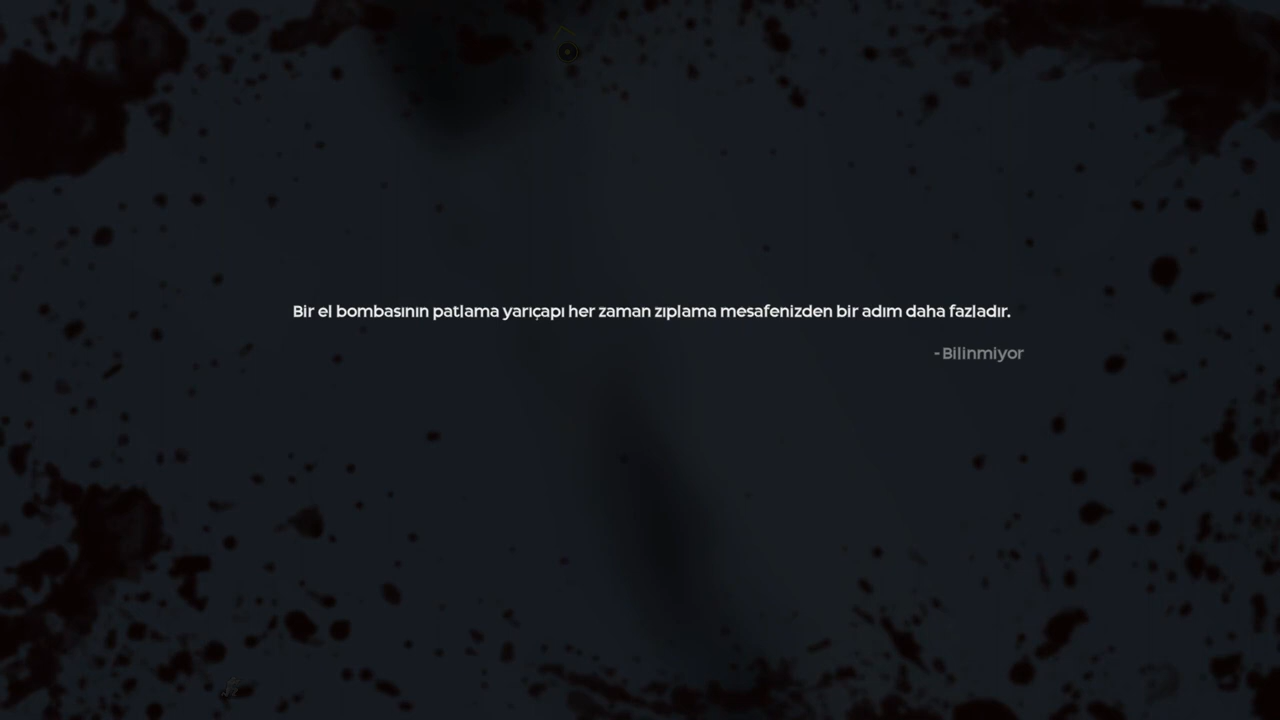 Bir el bombasının patlama yarıçapı her zaman zıplama mesafenizden bir adım daha fazladır.
- Bilinmiyor